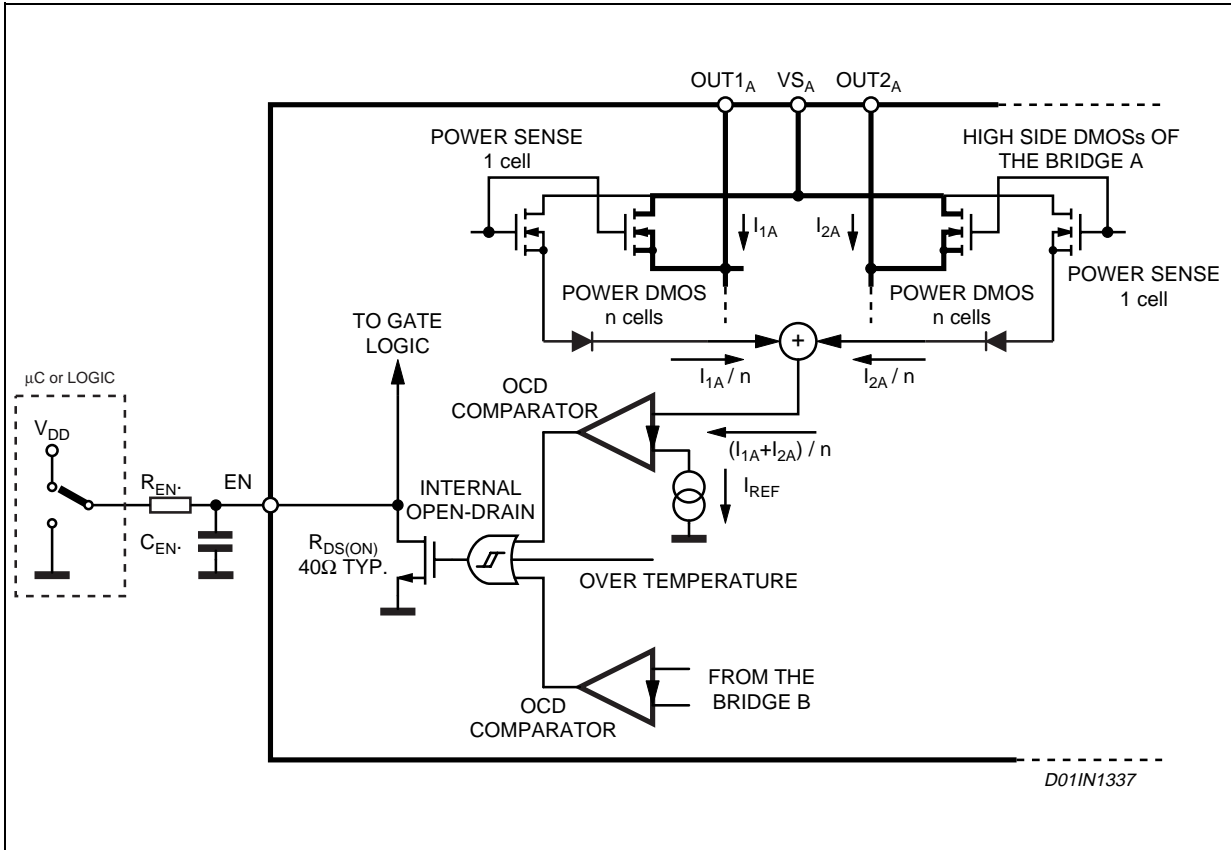 OUT1A VSA OUT2A
POWER SENSE
1 cell
HIGH SIDE DMOSs OF
THE BRIDGE A
I1A I2A
POWER DMOS
n cells
POWER DMOS
n cells
POWER SENSE
1 cell
TO GATE
LOGIC
+
I1A / n I2A / n
μC or LOGIC
VDD
OCD
COMPARATOR
(I1A+I2A) / n
IREF
REN. EN
CEN.
INTERNAL
OPEN-DRAIN
RDS(ON)
40Ω TYP.
OVER TEMPERATURE
OCD
COMPARATOR
FROM THE
BRIDGE B
D01IN1337